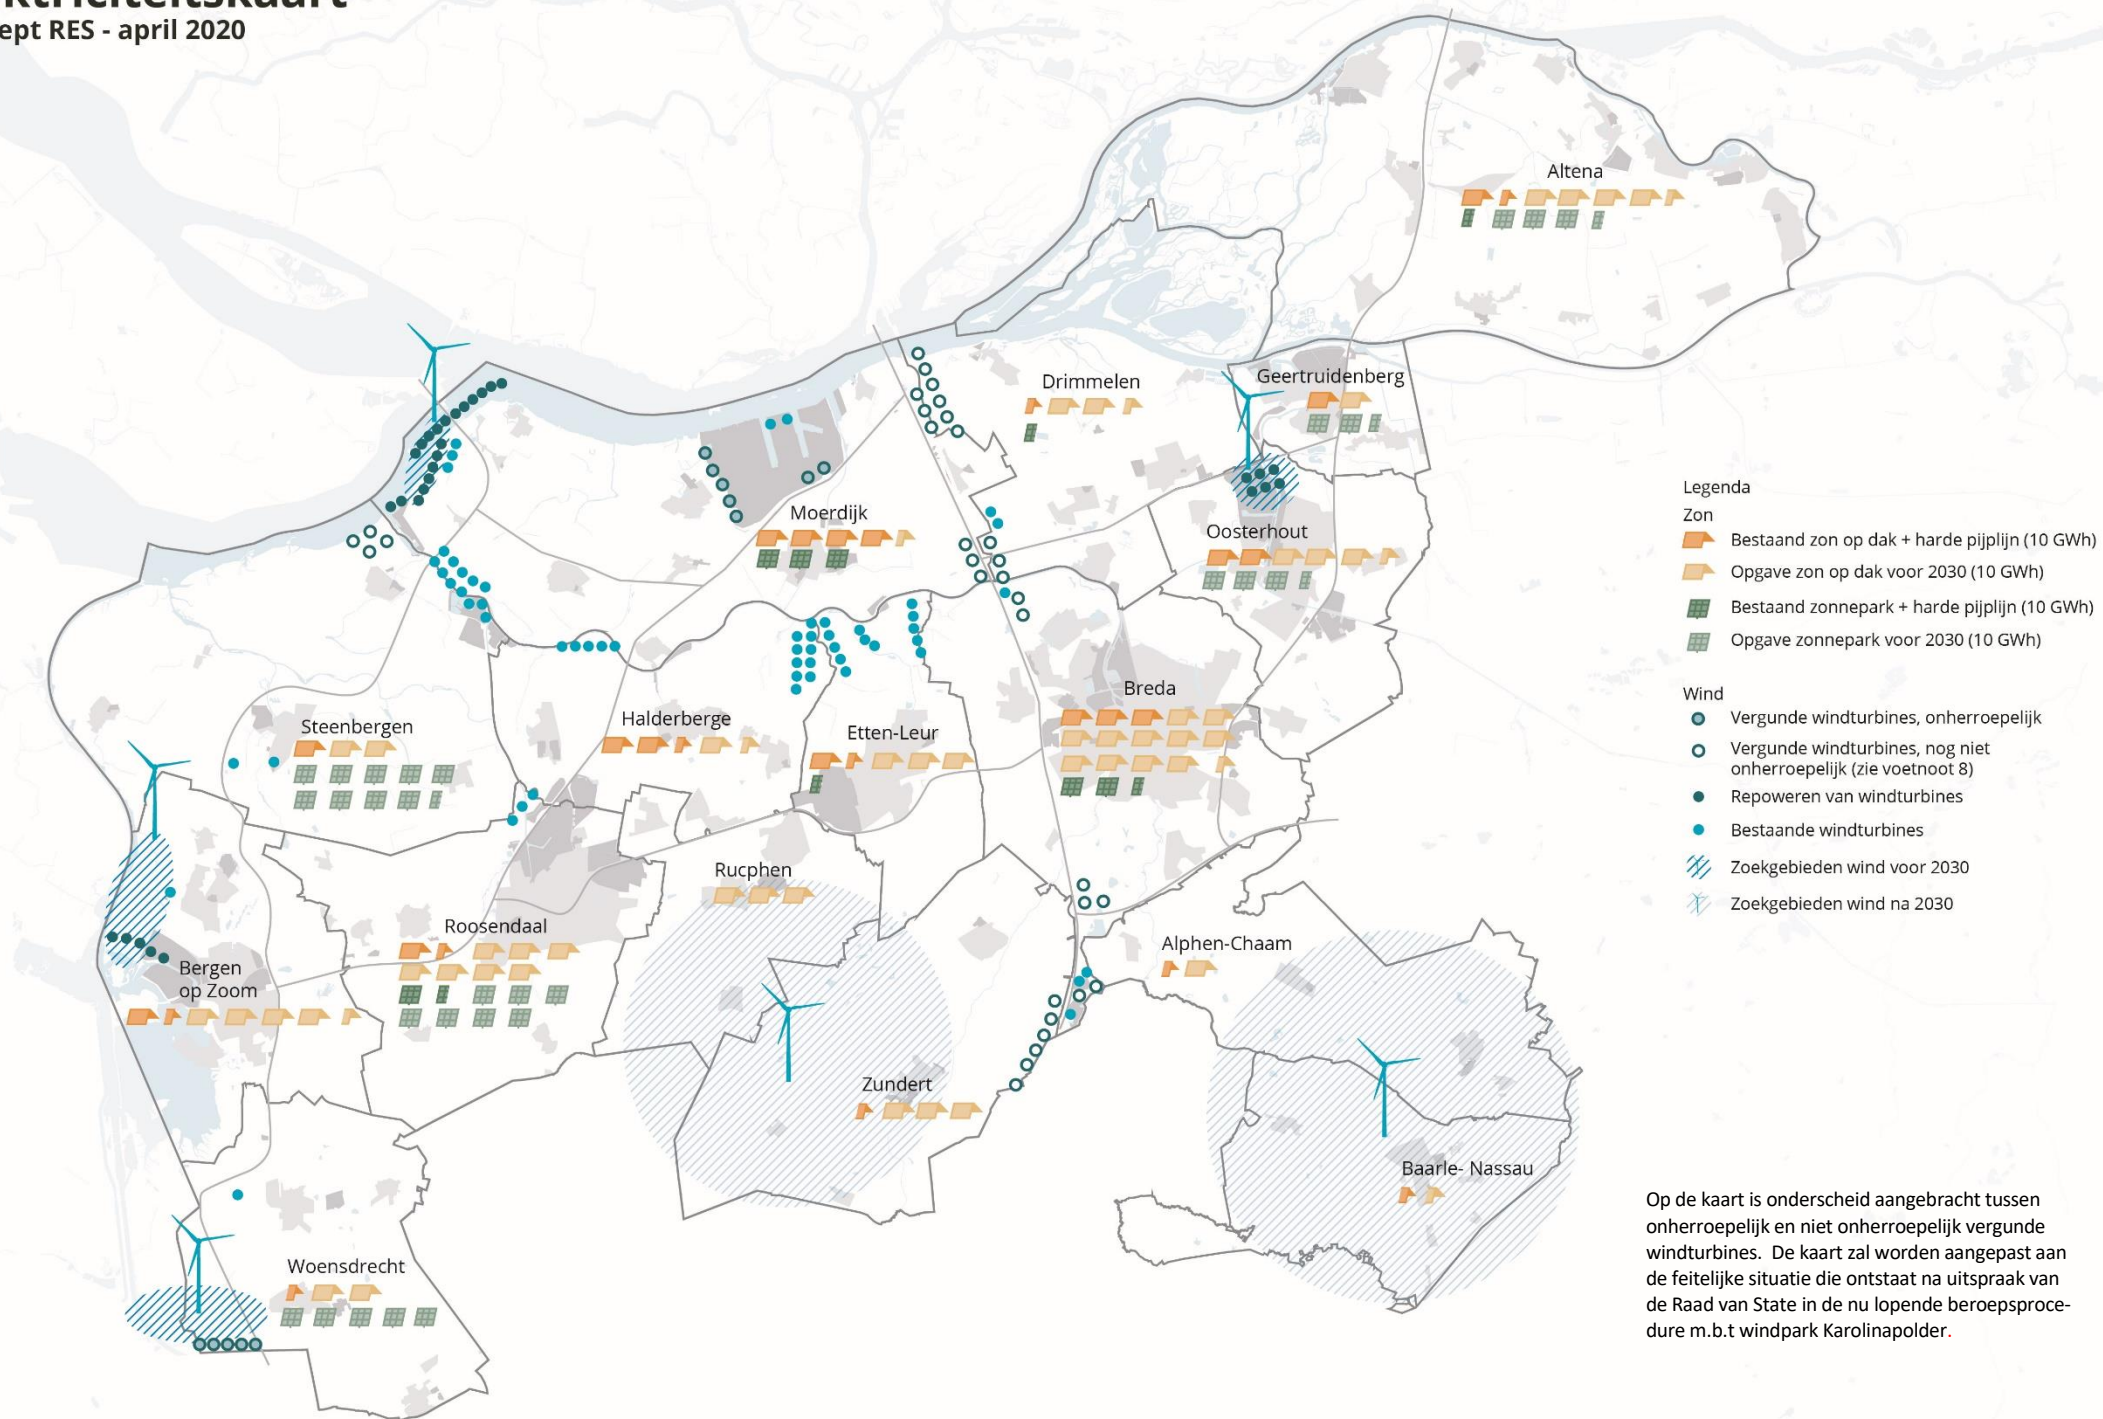 ept RES - april 2020
Altena
Drimmelen
Geertruidenberg
Moerdijk
Oosterhout
Breda
Steenbergen
Halderberge
Etten-Leur
Rucphen
Roosendaal
Alphen-Chaam
Bergen
op Zoom
Zundert
Baarle- Nassau
Woensdrecht
Legenda
Zon
Bestaand zon op dak + harde pijplijn (10 GWh)
Opgave zon op dak voor 2030 (10 GWh)
Bestaand zonnepark + harde pijplijn (10 GWh)
Opgave zonnepark voor 2030 (10 GWh)
Wind
Vergunde windturbines, onherroepelijk
Vergunde windturbines, nog niet
onherroepelijk (zie voetnoot 8)
Repoweren van windturbines
Bestaande windturbines
Zoekgebieden wind voor 2030
Zoekgebieden wind na 2030
Op de kaart is onderscheid aangebracht tussen
onherroepelijk en niet onherroepelijk vergunde
windturbines. De kaart zal worden aangepast aan
de feitelijke situatie die ontstaat na uitspraak van
de Raad van State in de nu lopende beroepsproce-
dure m.b.t windpark Karolinapolder.